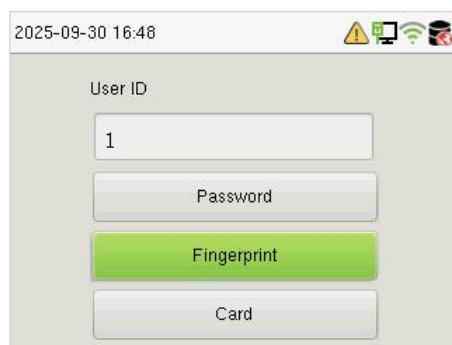 2025-09-30 16:48
User ID
1
Password
Fingerprint
Card